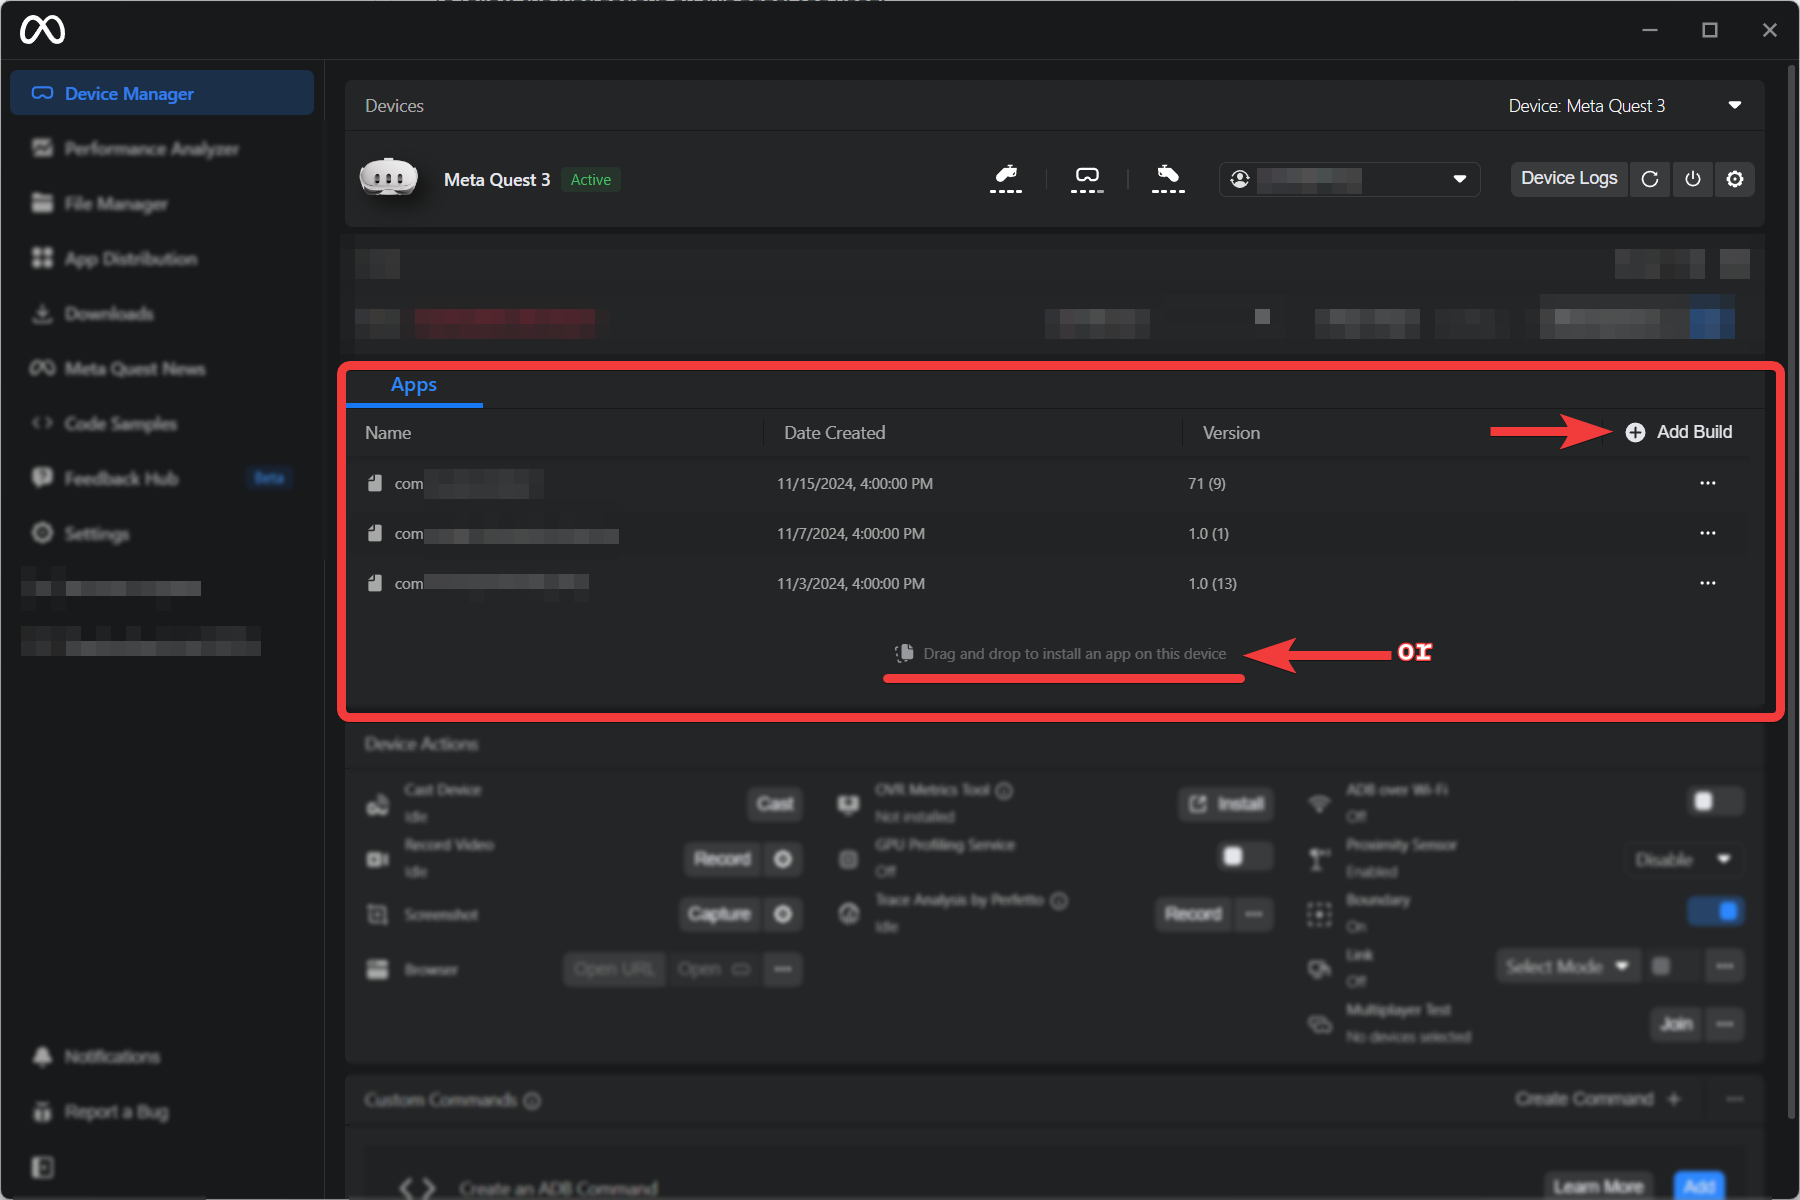 Device Manager
Performance Analyzer
File Manager
App Distribution
Downloads
Meta Quest News
Code Samples
Feedback Hub Beta
Settings
Notifications
Report a Bug
Devices
Device: Meta Quest 3
Meta Quest 3 Active
Device Logs
Apps
Name Date Created Version Add Build
com 11/15/2024, 4:00:00 PM 71 (9)
com 11/7/2024, 4:00:00 PM 1.0 (1)
com 11/3/2024, 4:00:00 PM 1.0 (13)
Drag and drop to install an app on this device or
Device Actions
Cast Device
Idle
Cast
Record Video
Idle
Record
Screenshot
Capture
Browser
Open URL Open
OVR Metrics Tool
Not installed
Install
GPU Profiling Service
Off
Trace Analysis by Perfetto
Idle
Record
ADB over Wi-Fi
Off
Proximity Sensor
Enabled
Disable
Boundary
On
Link
Off
Select Mode
Multiplayer Test
No devices selected
Join
Custom Commands
Create Command +
Create an ADB Command
Learn More Add